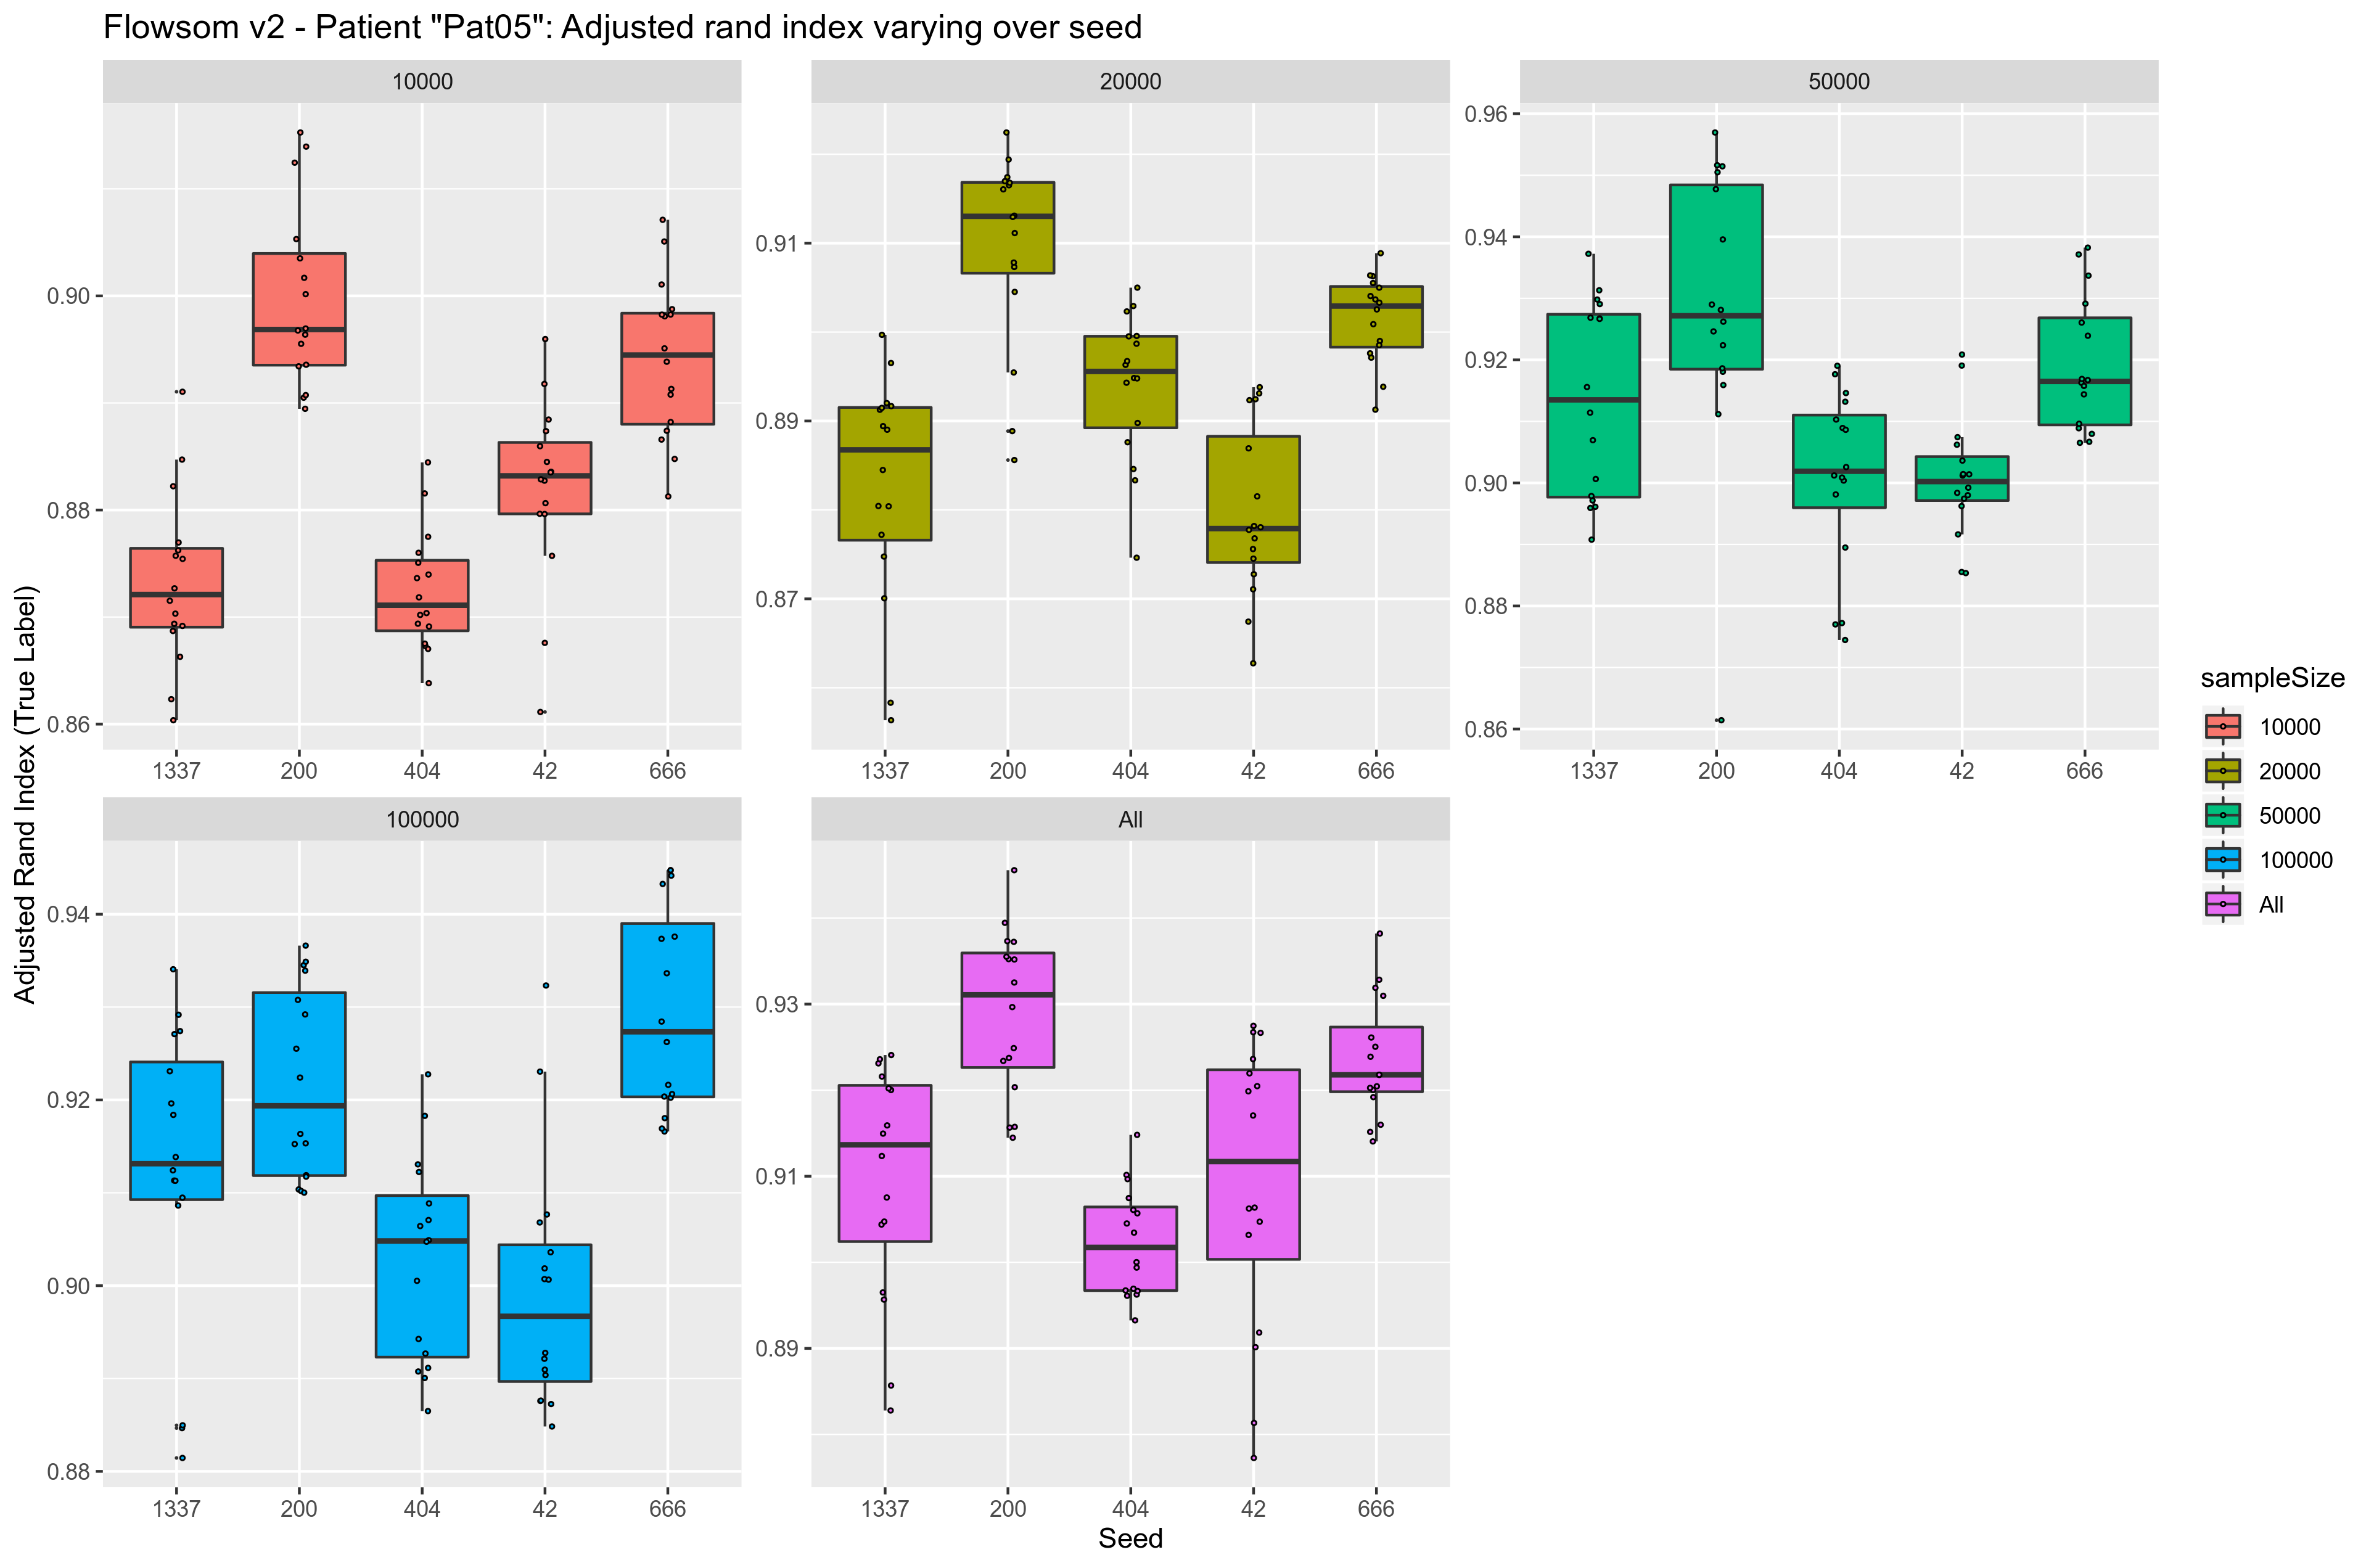 Flowsom v2 - Patient "Pat05": Adjusted rand index varying over seed
10000
20000
50000
0.90
0.88
0.86
0.91
0.89
0.87
0.96
0.94
0.92
0.90
0.88
0.86
1337 200 404 42 666
1337 200 404 42 666
1337 200 404 42 666
Adjusted Rand Index (True Label)
100000
All
0.94
0.92
0.90
0.88
0.93
0.91
0.89
1337 200 404 42 666
1337 200 404 42 666
Seed
sampleSize
10000
20000
50000
100000
All